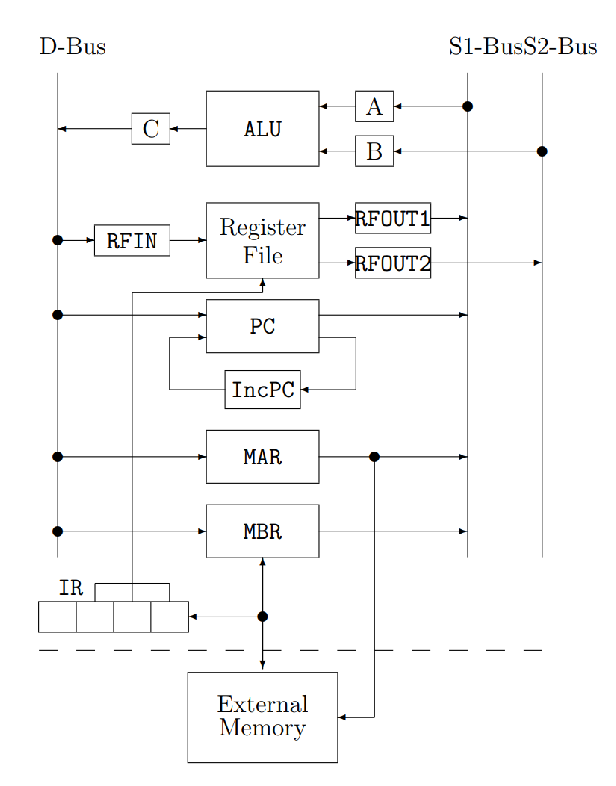 D-Bus
S1-BusS2-Bus
A
C
ALU
B
Register
File
RFIN
RFOUT1
RFOUT2
PC
IncPC
MAR
MBR
IR
External
Memory